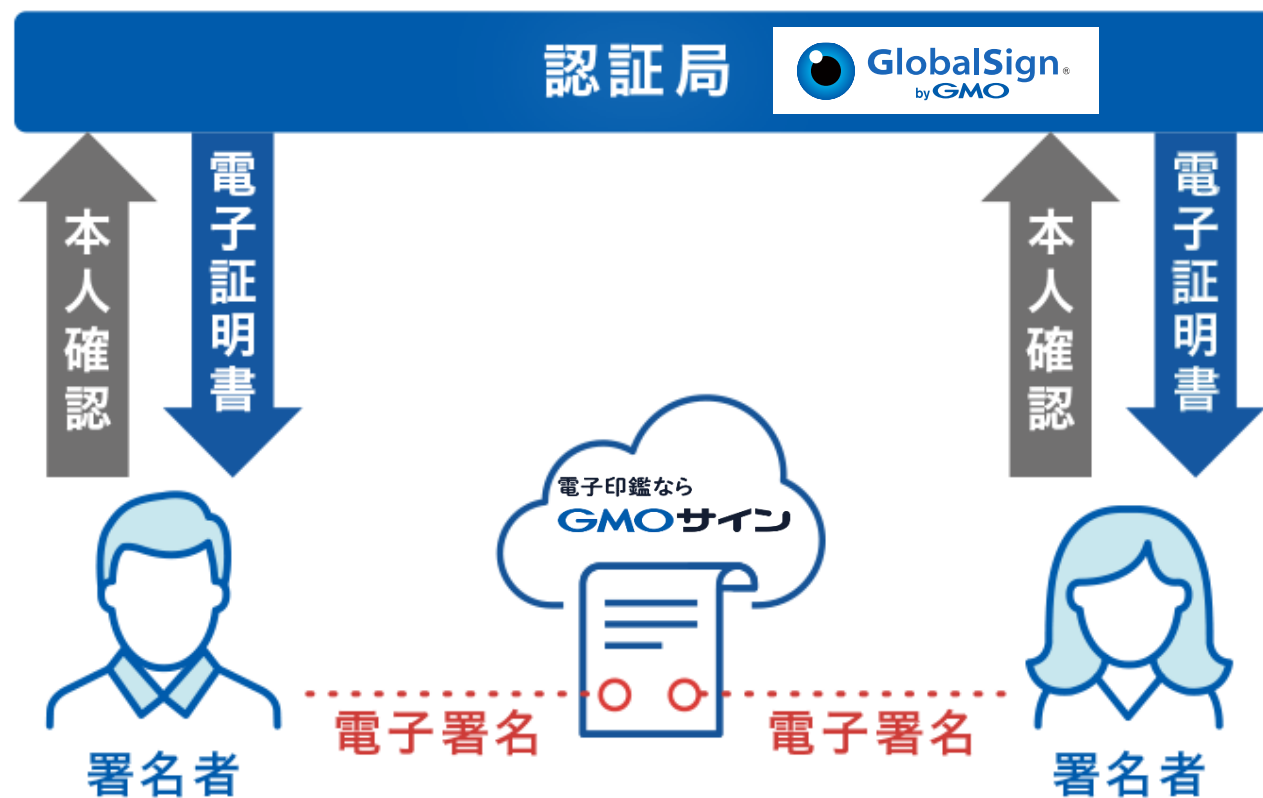 認証局
GlobalSign®
by GMO
本人確認
電子証明書
本人確認
電子証明書
電子印鑑なら
GMOサイン
電子署名
電子署名
署名者
署名者